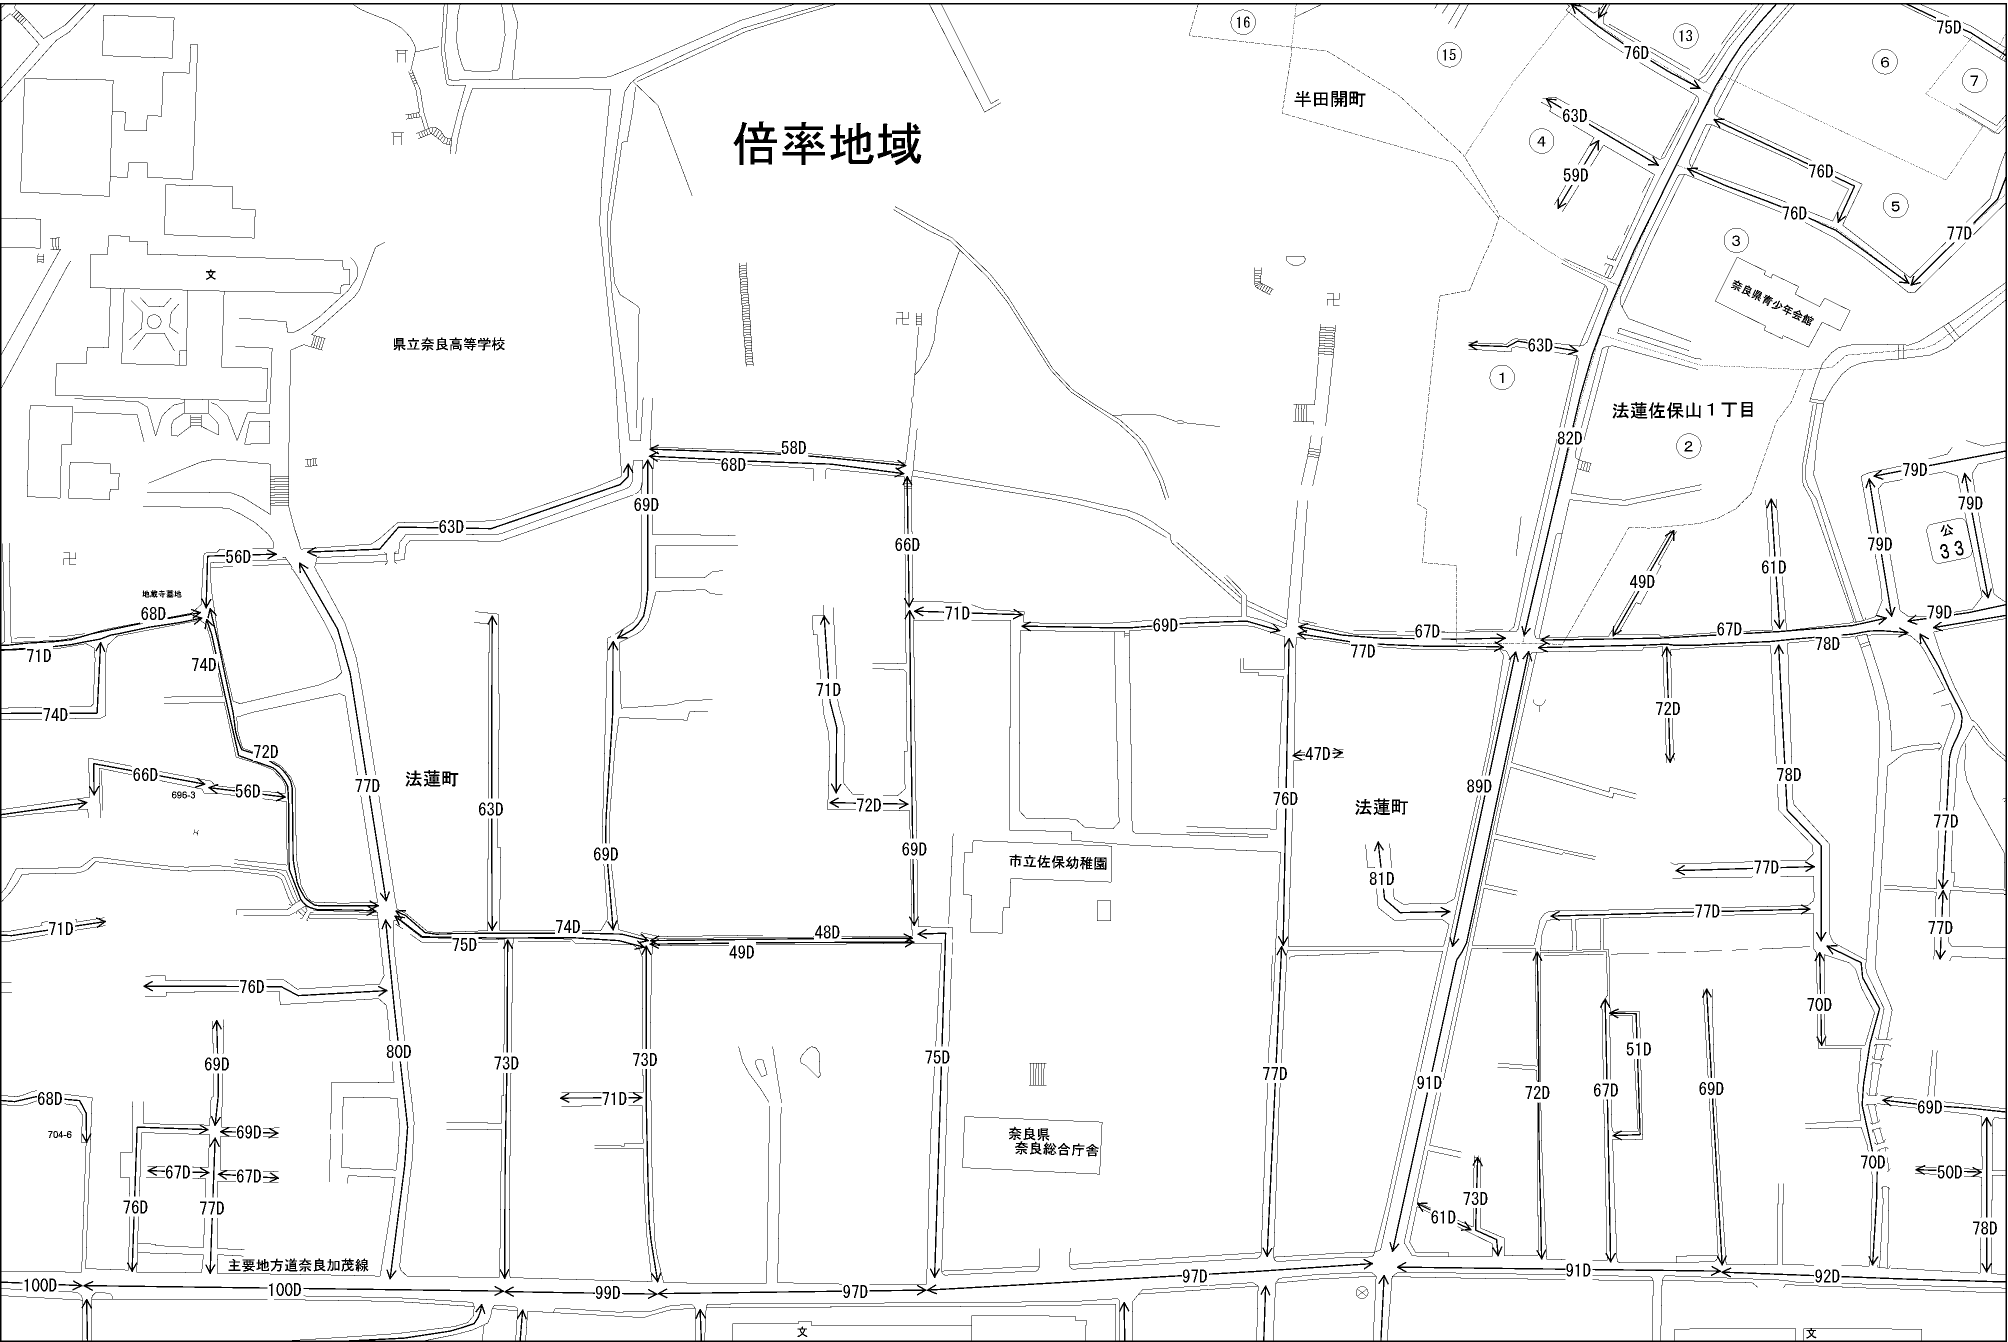 16
13
75D
15
76D
6
7
半田開町
63D
倍率地域
4
59D
76D
5
76D
3
77D
文
奈良県青少年会館
県立奈良高等学校
63D
1
法蓮佐保山1丁目
82D
2
58D
68D
79D
69D
79D
63D
公
33
66D
79D
56D
61D
49D
地蔵寺墓地
68D
71D
69D
67D
67D
79D
71D
77D
78D
74D
71D
74D
72D
72D
47D
66D
77D
法蓮町
78D
56D
89D
696-3
63D
72D
76D
法蓮町
77D
69D
69D
市立佐保幼稚園
77D
81D
77D
71D
74D
48D
77D
75D
49D
76D
70D
80D
51D
69D
73D
73D
75D
77D
91D
72D
67D
69D
68D
71D
69D
704-6
69D
奈良県
奈良総合庁舎
70D
67D
67D
50D
76D
77D
73D
61D
78D
主要地方道奈良加茂線
100D
100D
99D
97D
97D
91D
92D
文
文